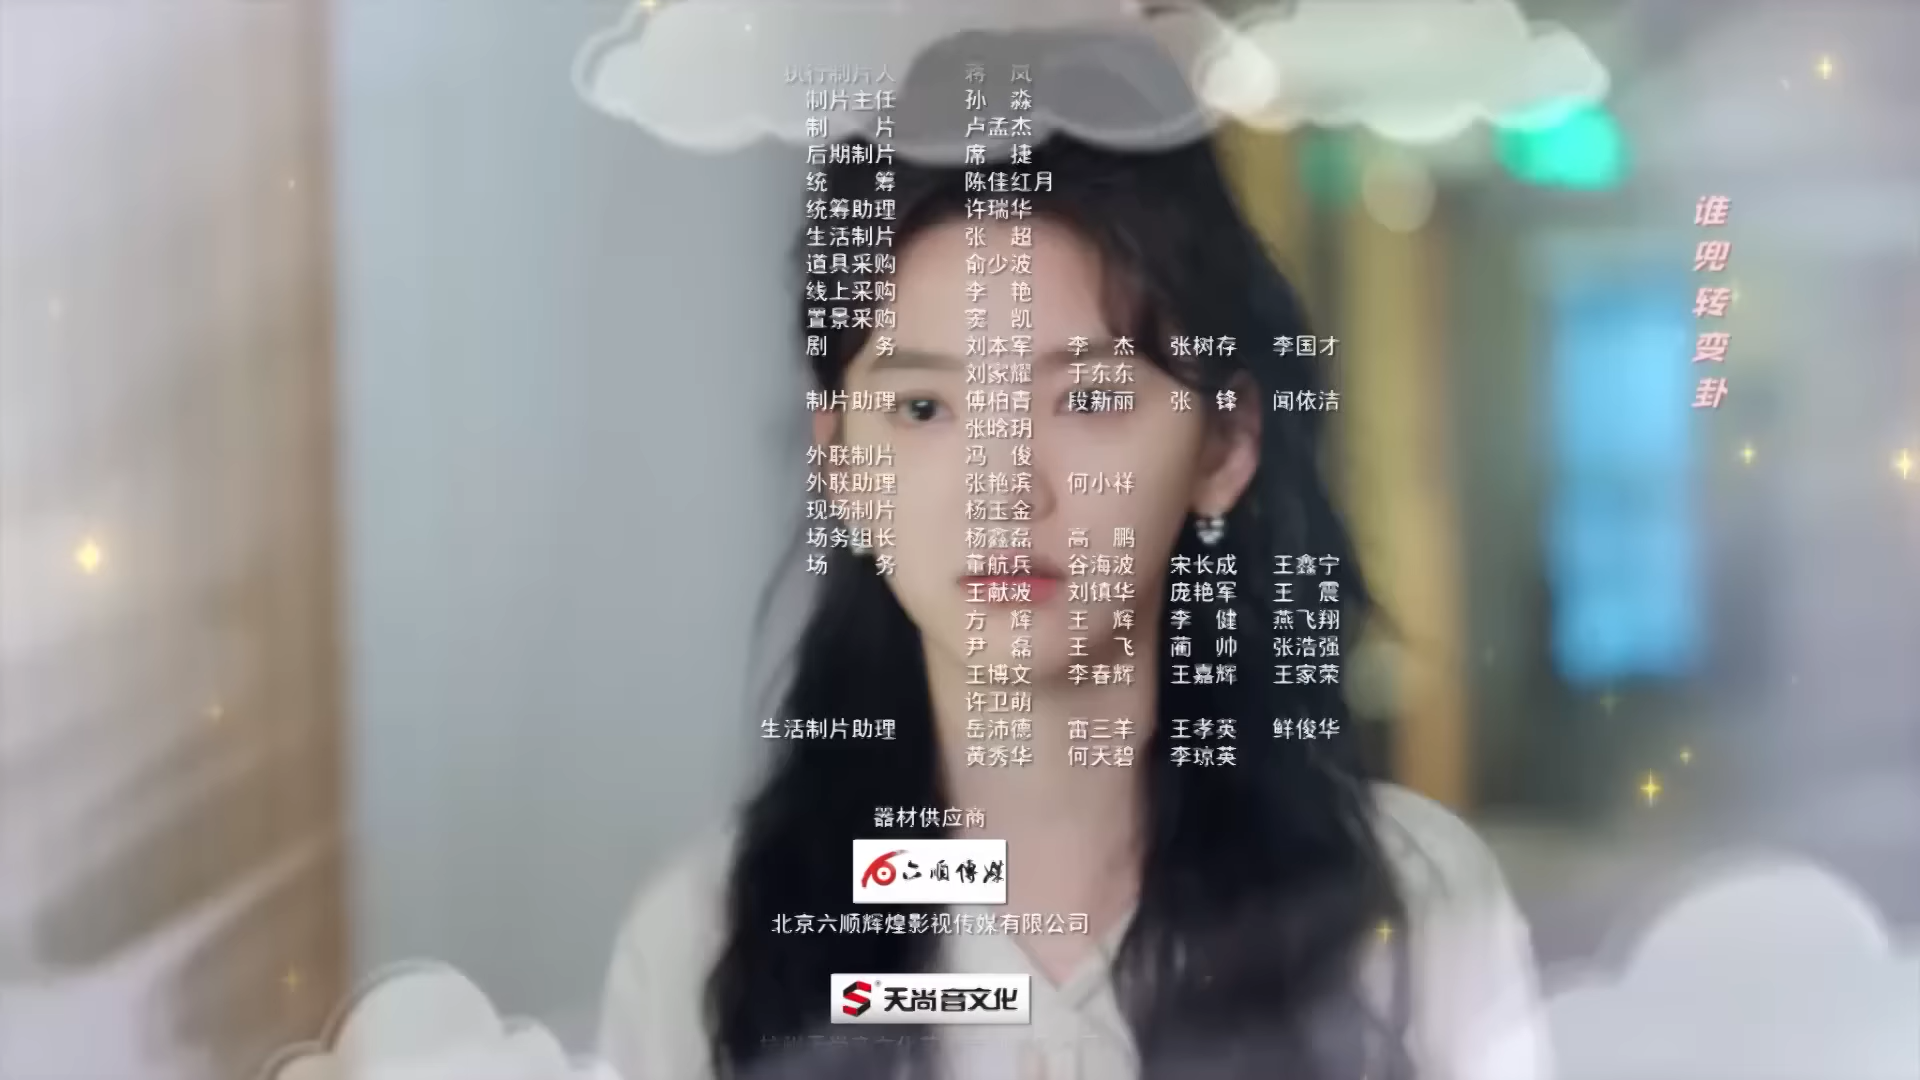 执行制片人 蒋 岚
制片主任 孙 淼
制 片 卢孟杰
后期制片 席 捷
统 筹 陈佳红月
统筹助理 许瑞华
生活制片 张 超
道具采购 俞少波
线上采购 李 艳
置景采购 窦 凯
剧 务 刘本军 李 杰 张树存 李国才
刘家耀 于东东
制片助理 傅柏青 段新丽 张 锋 闻依洁
张晗玥
外联制片 冯 俊
外联助理 张艳滨 何小祥
现场制片 杨玉金
场务组长 杨鑫磊 高 鹏
场 务 董航兵 谷海波 宋长成 王鑫宁
王献波 刘镇华 庞艳军 王 震
方 辉 王 辉 李 健 燕飞翔
尹 磊 王 飞 蔺 帅 张浩强
王博文 李春辉 王嘉辉 王家荣
许卫萌
生活制片助理 岳沛德 雷三羊 王孝英 鲜俊华
黄秀华 何天碧 李琼英
器材供应商
六顺傳媒
北京六顺辉煌影视传媒有限公司
天尚音文化
谁兜转变卦